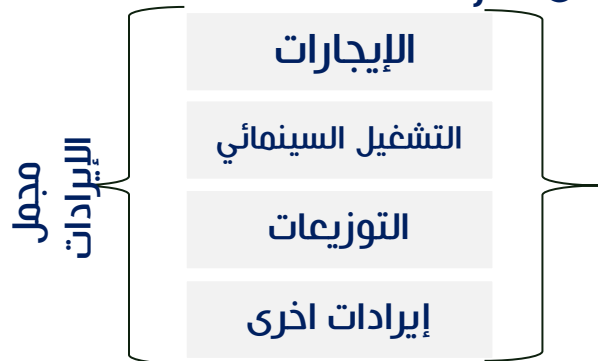 الإيجارات
التشغيل السينمائي
التوزيعات
إيرادات اخرى
مجمل
الإيرادات